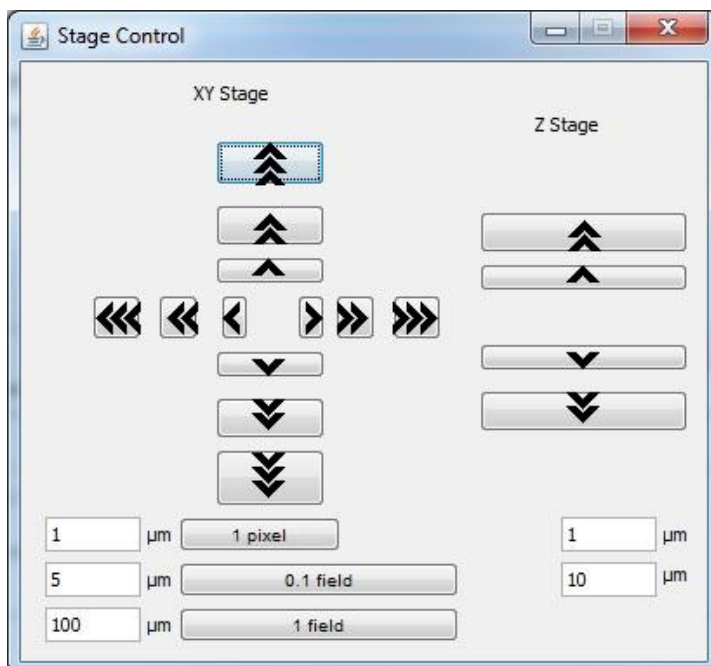 Stage Control
XY Stage
Z Stage
1 µm 1 pixel 1 µm
5 µm 0.1 field 10 µm
100 µm 1 field